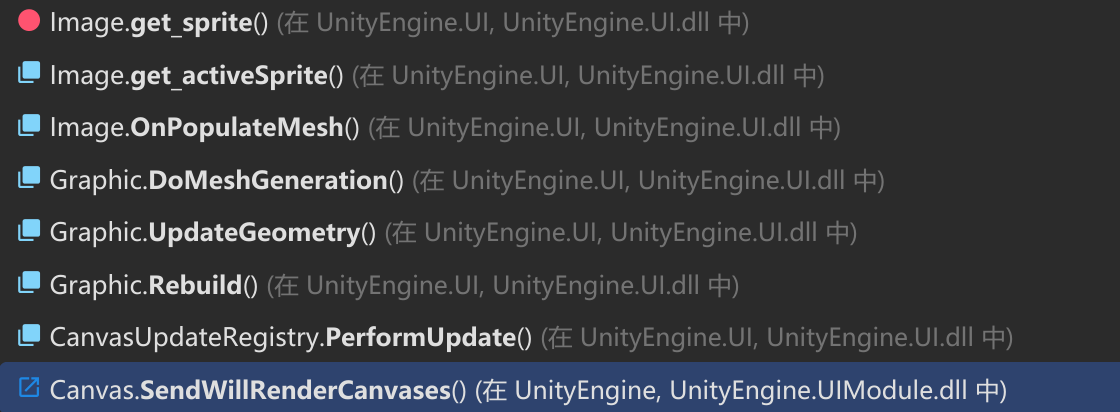 Image.get_sprite() (在 UnityEngine.UI, UnityEngine.UI.dll 中)
Image.get_activeSprite() (在 UnityEngine.UI, UnityEngine.UI.dll 中)
Image.OnPopulateMesh() (在 UnityEngine.UI, UnityEngine.UI.dll 中)
Graphic.DoMeshGeneration() (在 UnityEngine.UI, UnityEngine.UI.dll 中)
Graphic.UpdateGeometry() (在 UnityEngine.UI, UnityEngine.UI.dll 中)
Graphic.Rebuild() (在 UnityEngine.UI, UnityEngine.UI.dll 中)
CanvasUpdateRegistry.PerformUpdate() (在 UnityEngine.UI, UnityEngine.UI.dll 中)
Canvas.SendWillRenderCanvases() (在 UnityEngine, UnityEngine.UIModule.dll 中)